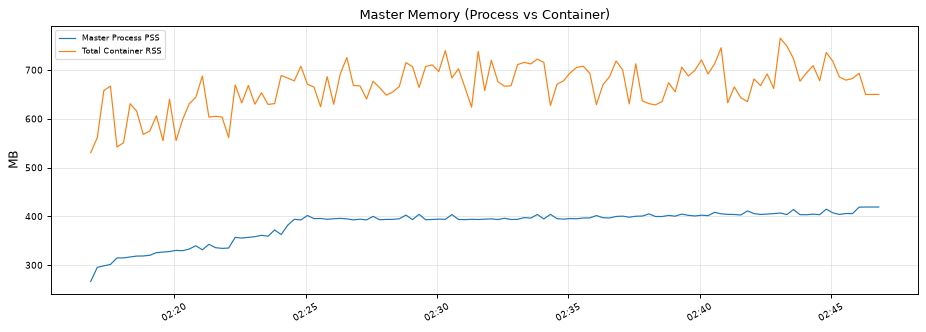 Master Memory (Process vs Container)
Master Process PSS
Total Container RSS
MB
700
600
500
400
300
02:20
02:25
02:30
02:35
02:40
02:45